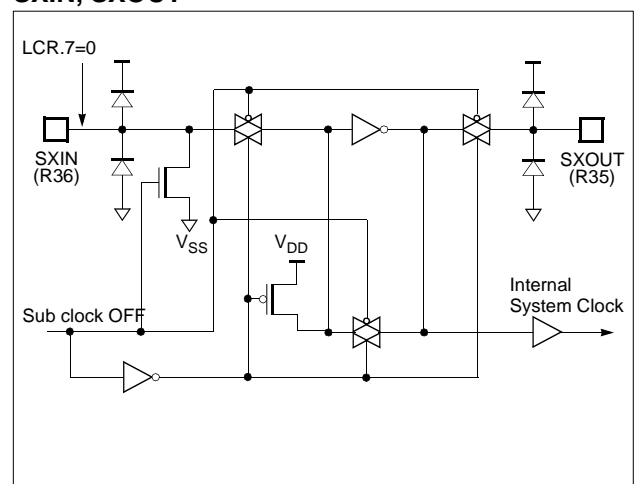 SXIN, SXOUT
LCR.7=0
SXIN
(R36)
SXOUT
(R35)
VSS
VDD
Internal
System Clock
Sub clock OFF